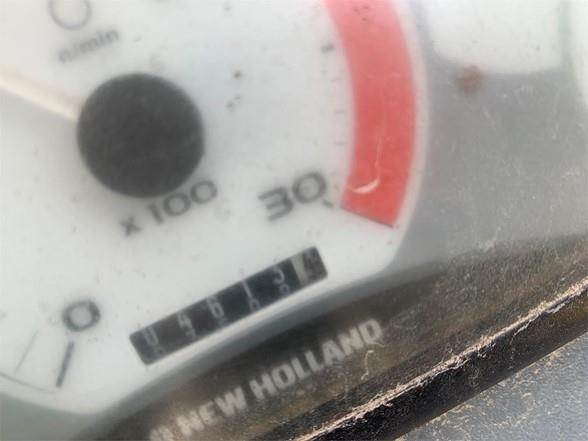 n/min
x 100
30
0
NEW HOLLAND